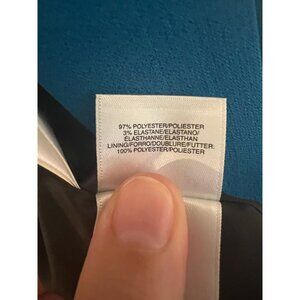 97% POLYESTER/POLIESTER
3% ELASTANE/ELASTANO/
ÉLASTHANNE/ELASTHAN
LINING/FORRO/DOUBLURE/FUTTER:
100% POLYESTER/POLIESTER